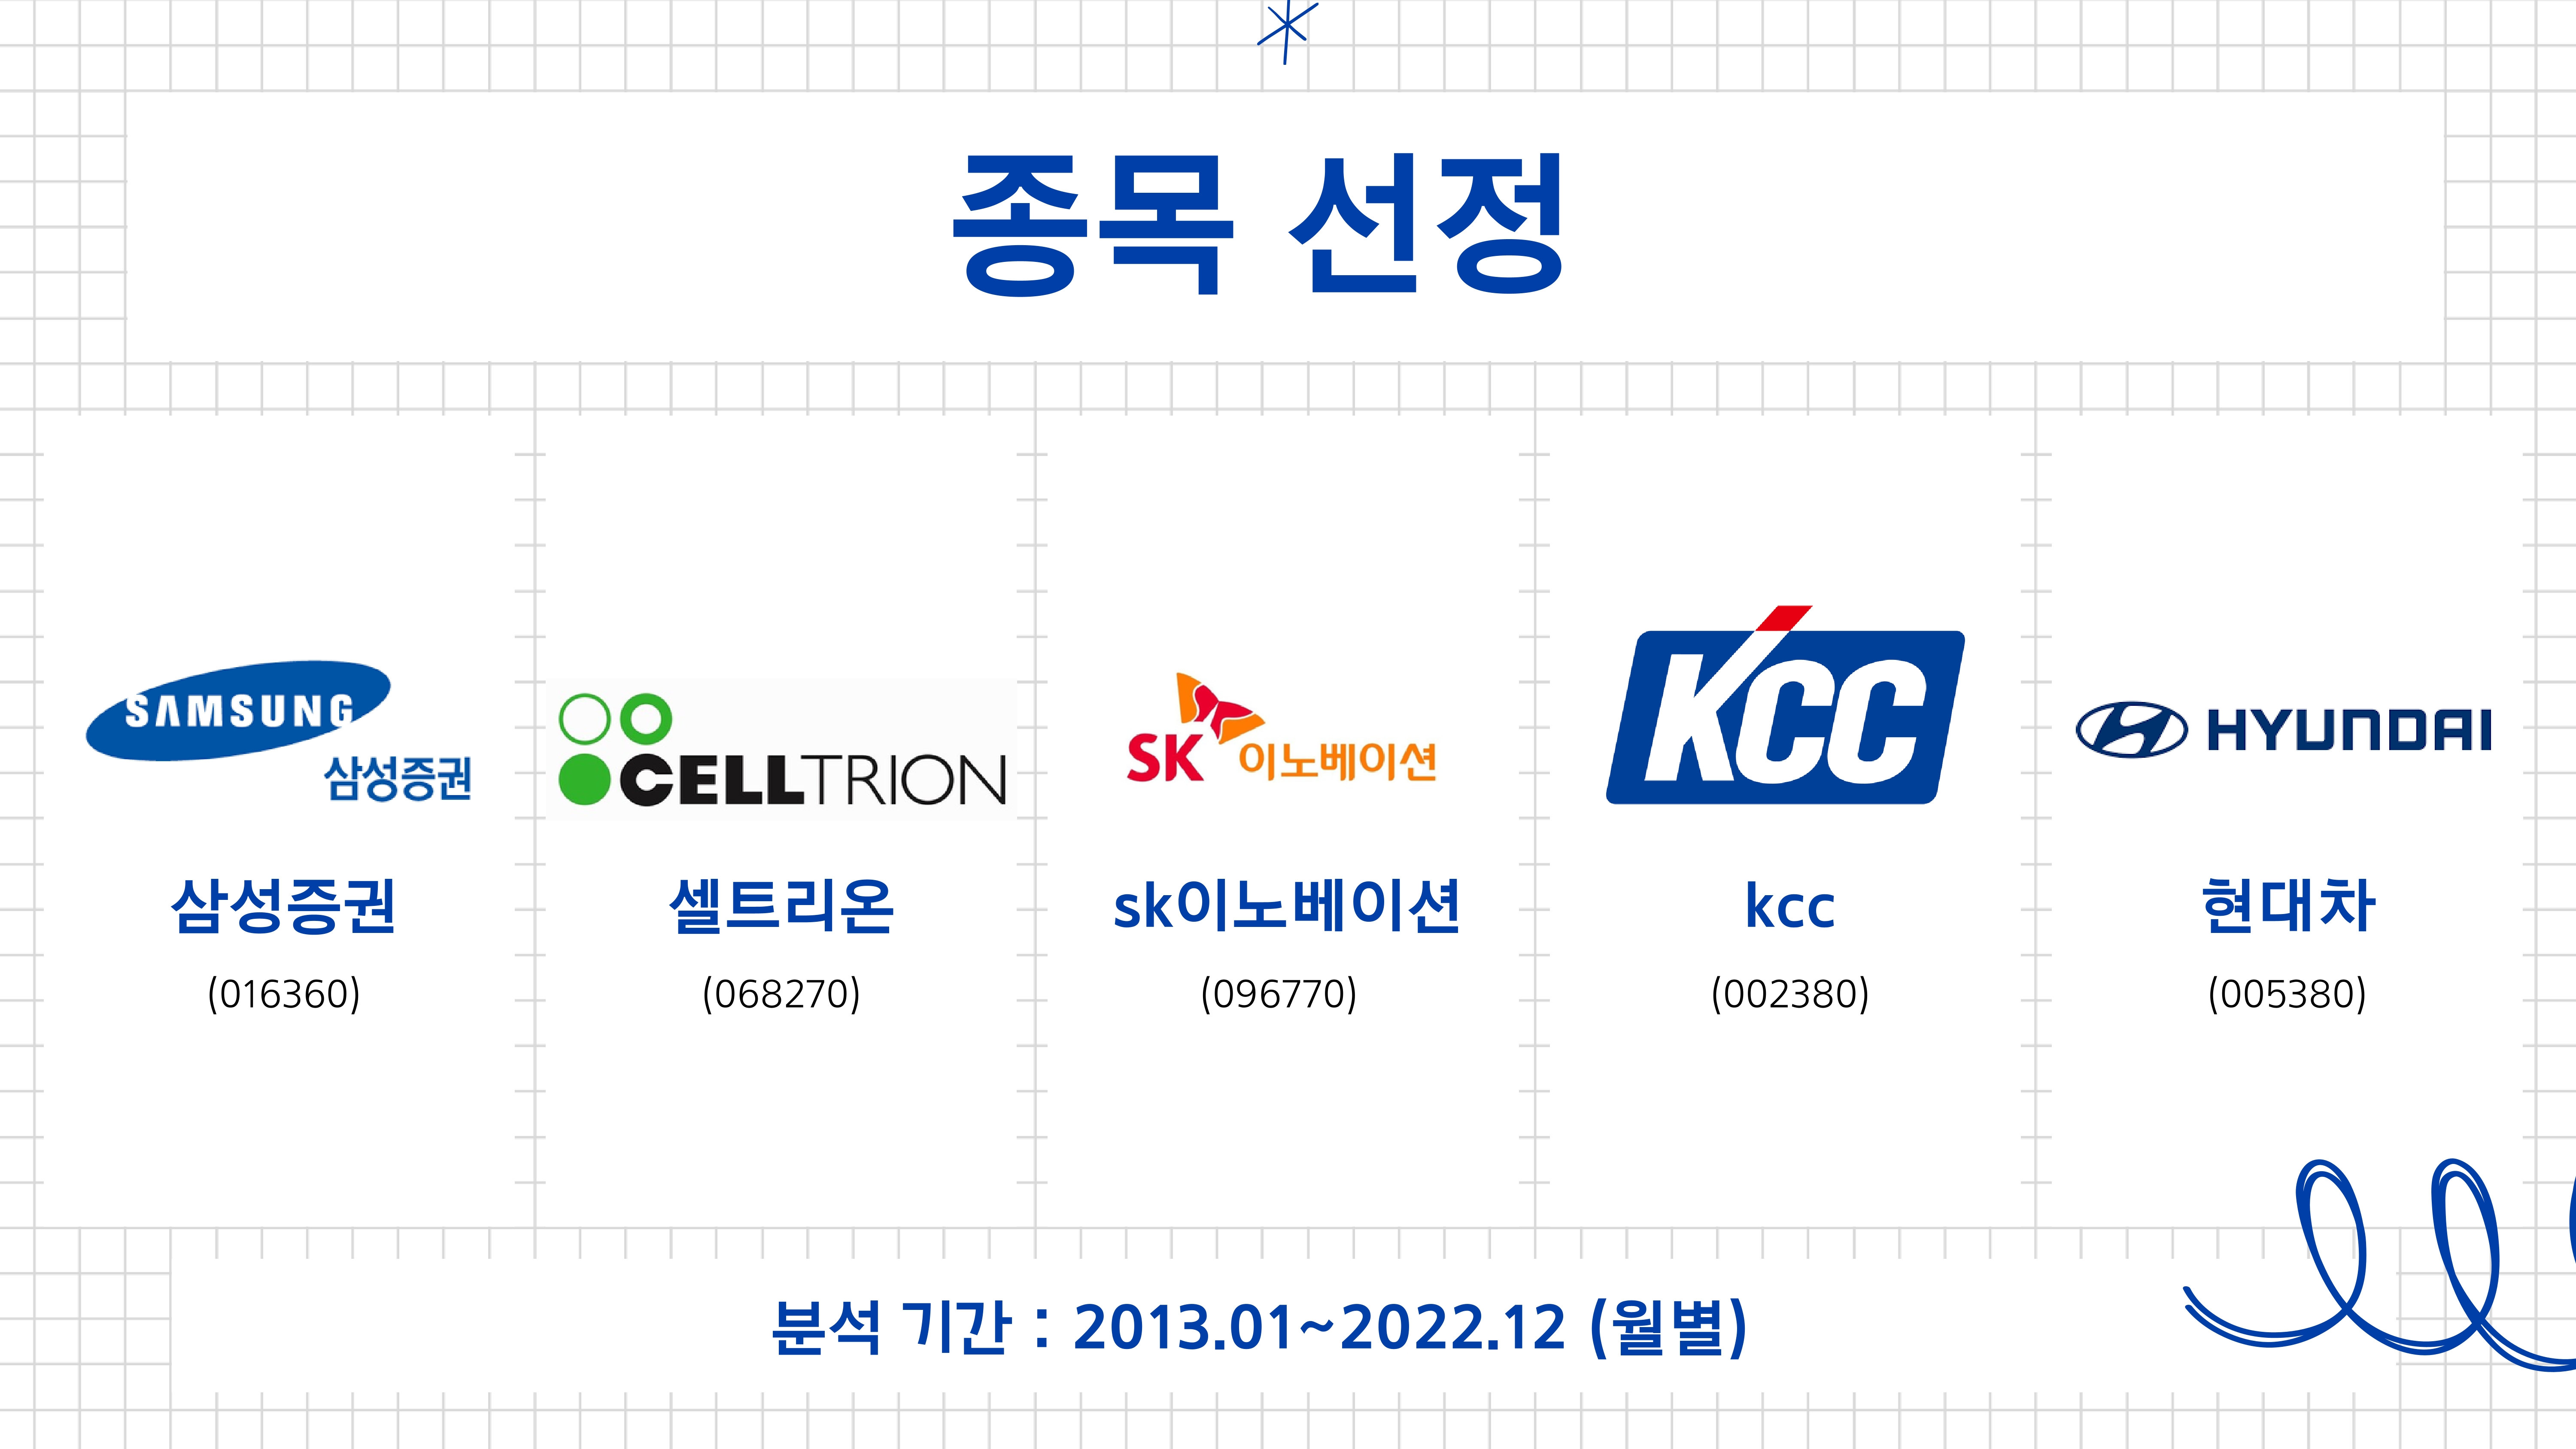 종목 선정
SAMSUNG
삼성증권
CELLTRION
SK 이노베이션
KCC
HYUNDAI
삼성증권
셀트리온
sk이노베이션
kcc
현대차
(016360)
(068270)
(096770)
(002380)
(005380)
분석 기간 : 2013.01~2022.12 (월별)